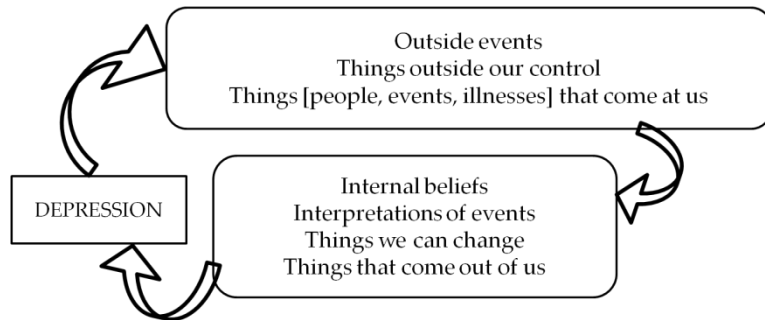 Outside events
Things outside our control
Things [people, events, illnesses] that come at us
Internal beliefs
Interpretations of events
Things we can change
Things that come out of us
DEPRESSION